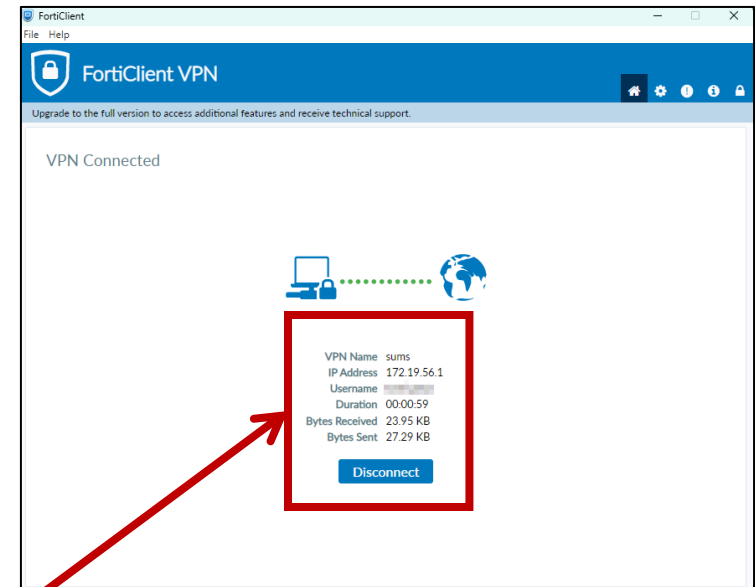 FortiClient
File Help
FortiClient VPN
Upgrade to the full version to access additional features and receive technical support.
VPN Connected
VPN Name sums
IP Address 172.19.56.1
Username
Duration 00:00:59
Bytes Received 23.95 KB
Bytes Sent 27.29 KB
Disconnect